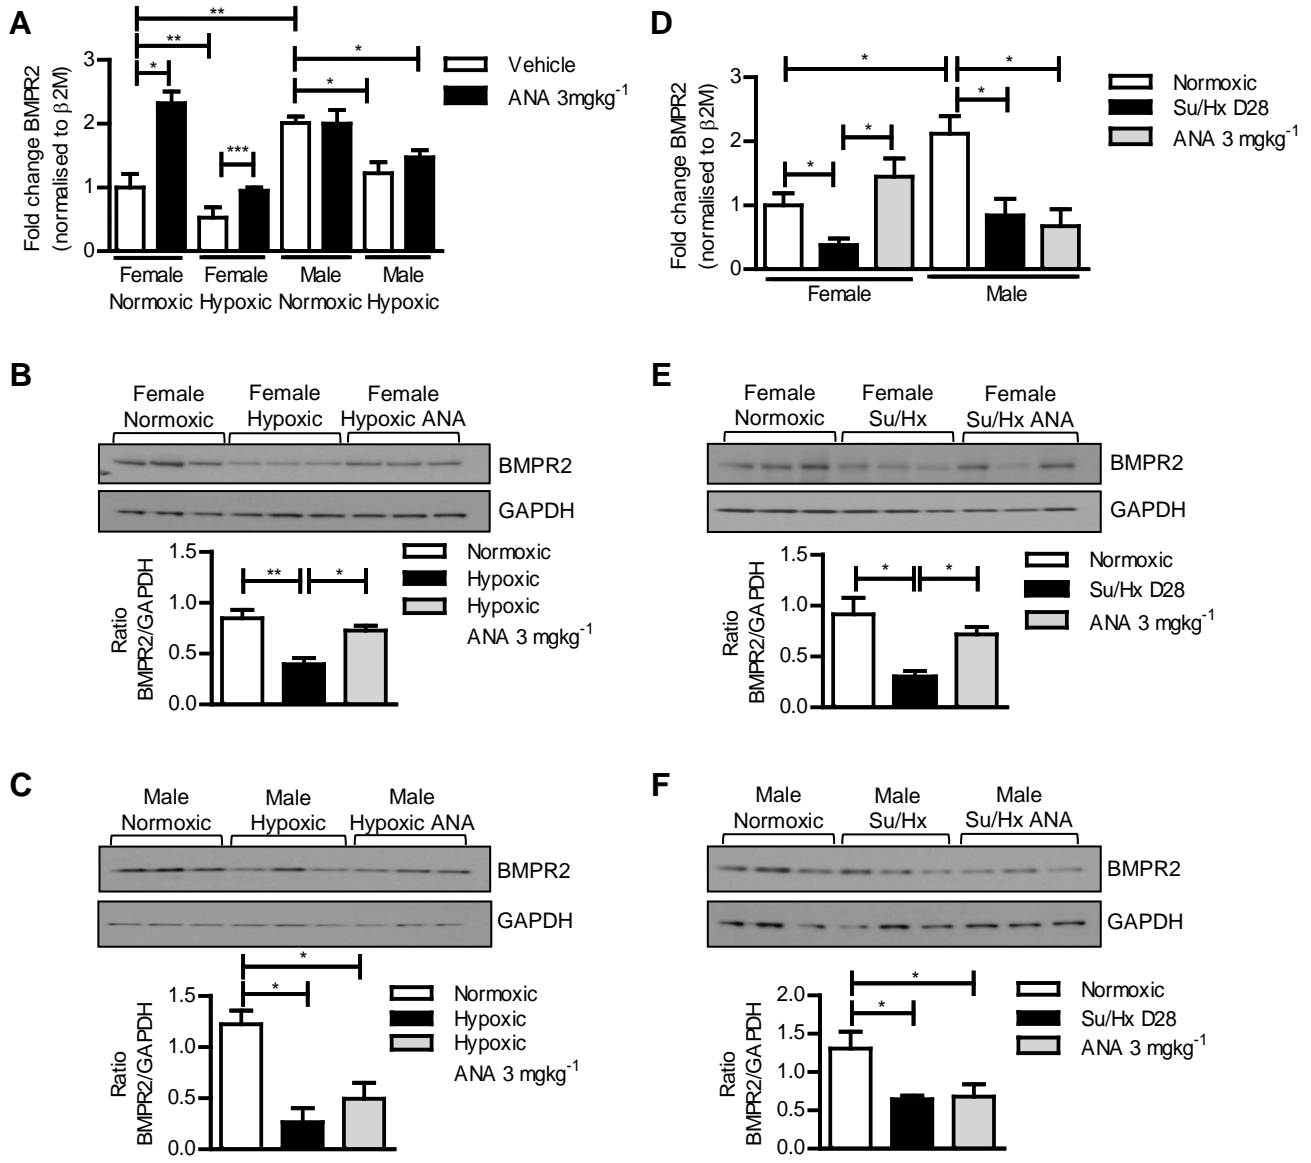 A
Fold change BMPR2
(normalised to β2M)
3
2
1
0
**
**
*
***
*
*
Vehicle
ANA 3mgkg⁻¹
Female
Normoxic
Female
Hypoxic
Male
Normoxic
Male
Hypoxic
D
Fold change BMPR2
(normalised to β2M)
3
2
1
0
*
*
*
*
*
Normoxic
Su/Hx D28
ANA 3 mgkg⁻¹
Female
Male
B
Female
Normoxic
Female
Hypoxic
Female
Hypoxic ANA
BMPR2
GAPDH
Ratio
BMPR2/GAPDH
1.5
1.0
0.5
0.0
**
*
Normoxic
Hypoxic
Hypoxic
ANA 3 mgkg⁻¹
E
Female
Normoxic
Female
Su/Hx
Female
Su/Hx ANA
BMPR2
GAPDH
Ratio
BMPR2/GAPDH
1.5
1.0
0.5
0.0
*
*
Normoxic
Su/Hx D28
ANA 3 mgkg⁻¹
C
Male
Normoxic
Male
Hypoxic
Male
Hypoxic ANA
BMPR2
GAPDH
Ratio
BMPR2/GAPDH
1.5
1.0
0.5
0.0
*
*
Normoxic
Hypoxic
Hypoxic
ANA 3 mgkg⁻¹
F
Male
Normoxic
Male
Su/Hx
Male
Su/Hx ANA
BMPR2
GAPDH
Ratio
BMPR2/GAPDH
2.0
1.5
1.0
0.5
0.0
*
*
Normoxic
Su/Hx D28
ANA 3 mgkg⁻¹